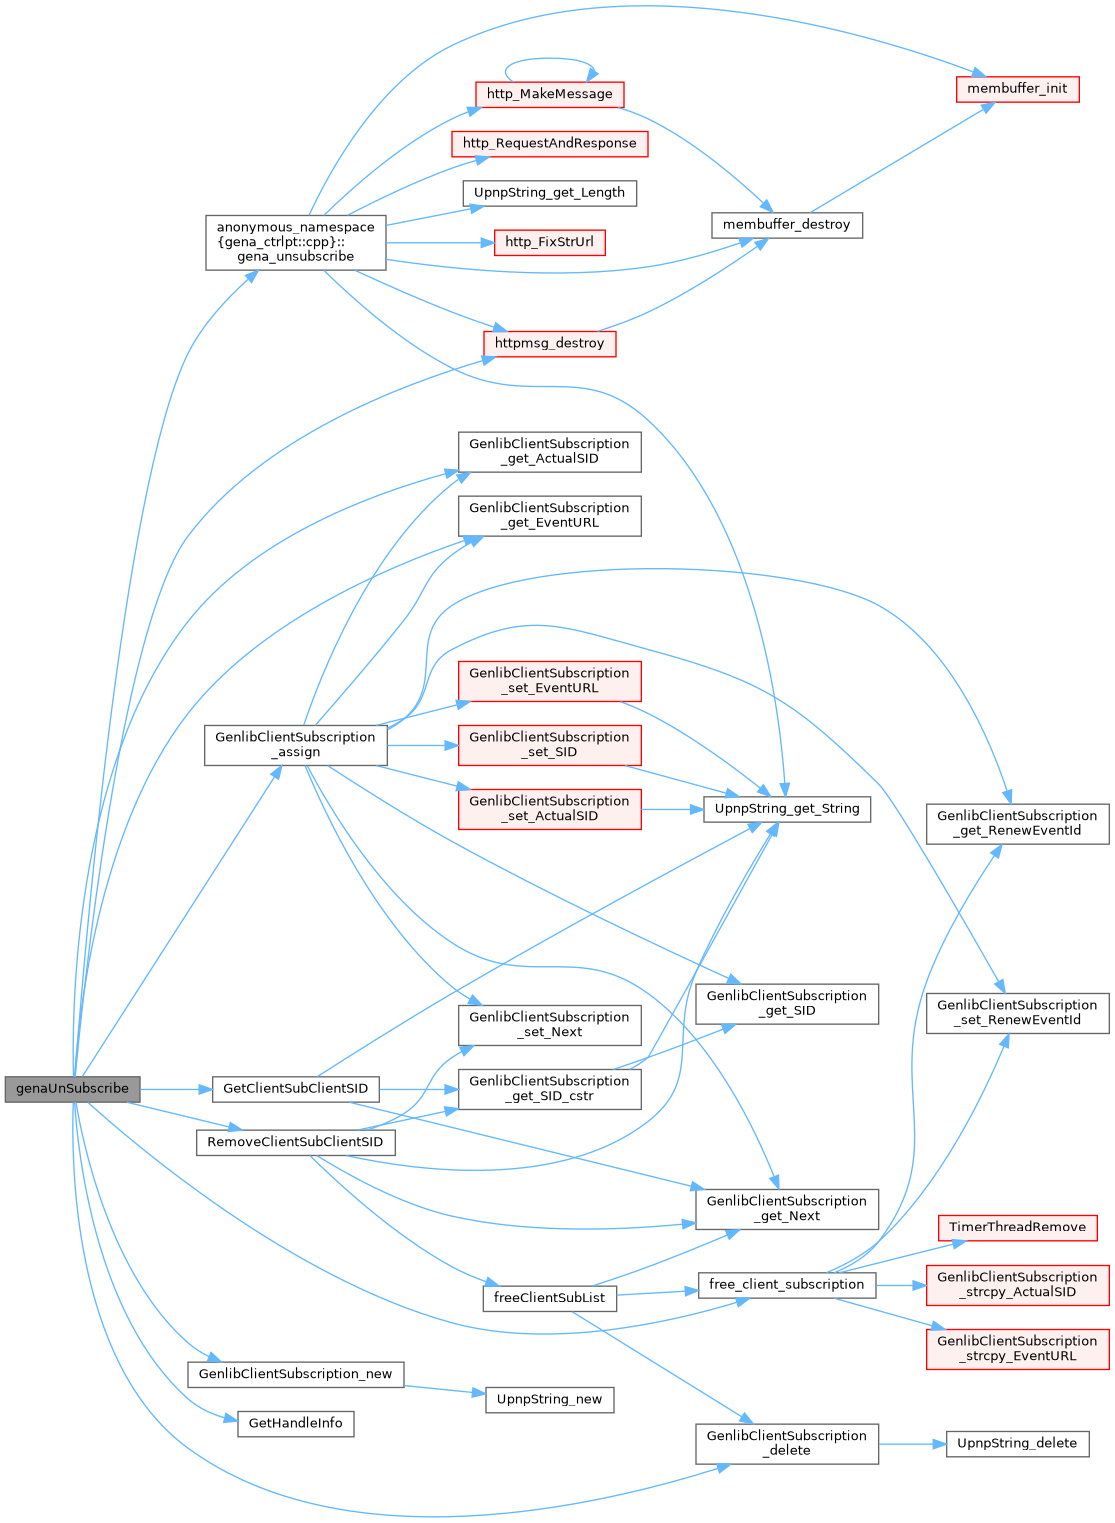 membuffer_init
http_MakeMessage
http_RequestAndResponse
UpnpString_get_Length
anonymous_namespace
{gena_ctrlpt::cpp}::
gena_unsubscribe
membuffer_destroy
http_FixStrUrl
httpmsg_destroy
GenlibClientSubscription
_get_ActualSID
GenlibClientSubscription
_get_EventURL
GenlibClientSubscription
_set_EventURL
GenlibClientSubscription
_assign
GenlibClientSubscription
_set_SID
GenlibClientSubscription
_set_ActualSID
UpnpString_get_String
GenlibClientSubscription
_get_RenewEventId
GenlibClientSubscription
_get_SID
GenlibClientSubscription
_set_RenewEventId
GenlibClientSubscription
_set_Next
genaUnSubscribe
GetClientSubClientSID
GenlibClientSubscription
_get_SID_cstr
RemoveClientSubClientSID
GenlibClientSubscription
_get_Next
TimerThreadRemove
freeClientSubList
free_client_subscription
GenlibClientSubscription
_strcpy_ActualSID
GenlibClientSubscription
_strcpy_EventURL
GenlibClientSubscription_new
UpnpString_new
GetHandleInfo
GenlibClientSubscription
_delete
UpnpString_delete